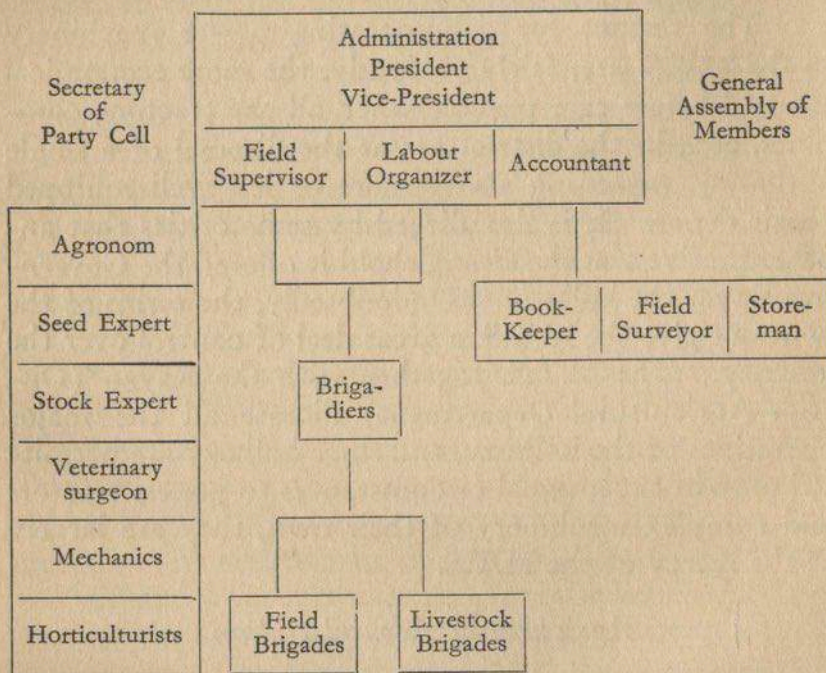 Secretary
of
Party Cell
Administration
President
Vice-President
General
Assembly of
Members
Field
Supervisor
Labour
Organizer
Accountant
Agronom
Seed Expert
Stock Expert
Veterinary
surgeon
Mechanics
Horticulturists
Book-
Keeper
Field
Surveyor
Store-
man
Briga-
diers
Field
Brigades
Livestock
Brigades